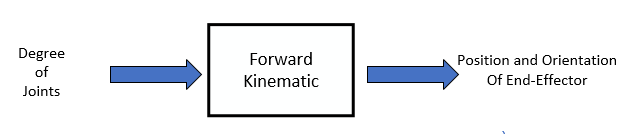 Degree
of
Joints
Forward
Kinematic
Position and Orientation
Of End-Effector